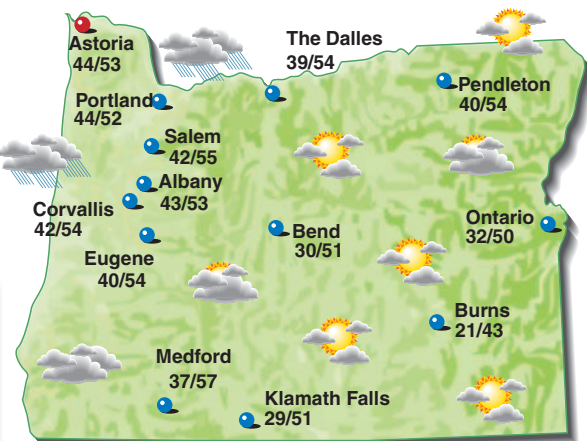 Astoria
44/53
The Dalles
39/54
Pendleton
40/54
Portland
44/52
Salem
42/55
Albany
43/53
Corvallis
42/54
Ontario
32/50
Bend
30/51
Eugene
40/54
Burns
21/43
Medford
37/57
Klamath Falls
29/51